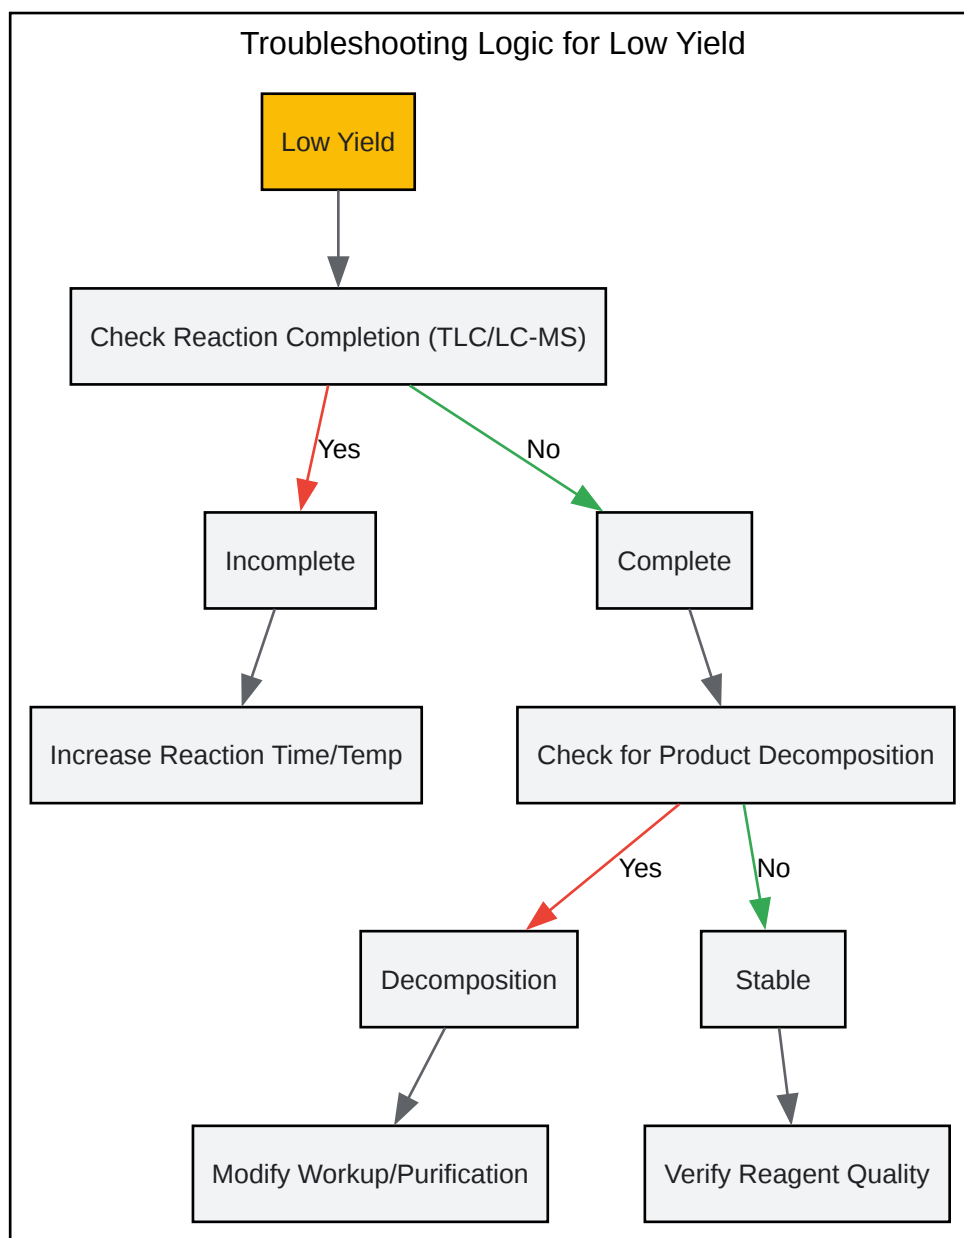 Troubleshooting Logic for Low Yield
Low Yield
Check Reaction Completion (TLC/LC-MS)
Yes
No
Incomplete
Complete
Increase Reaction Time/Temp
Check for Product Decomposition
Yes
No
Decomposition
Stable
Modify Workup/Purification
Verify Reagent Quality